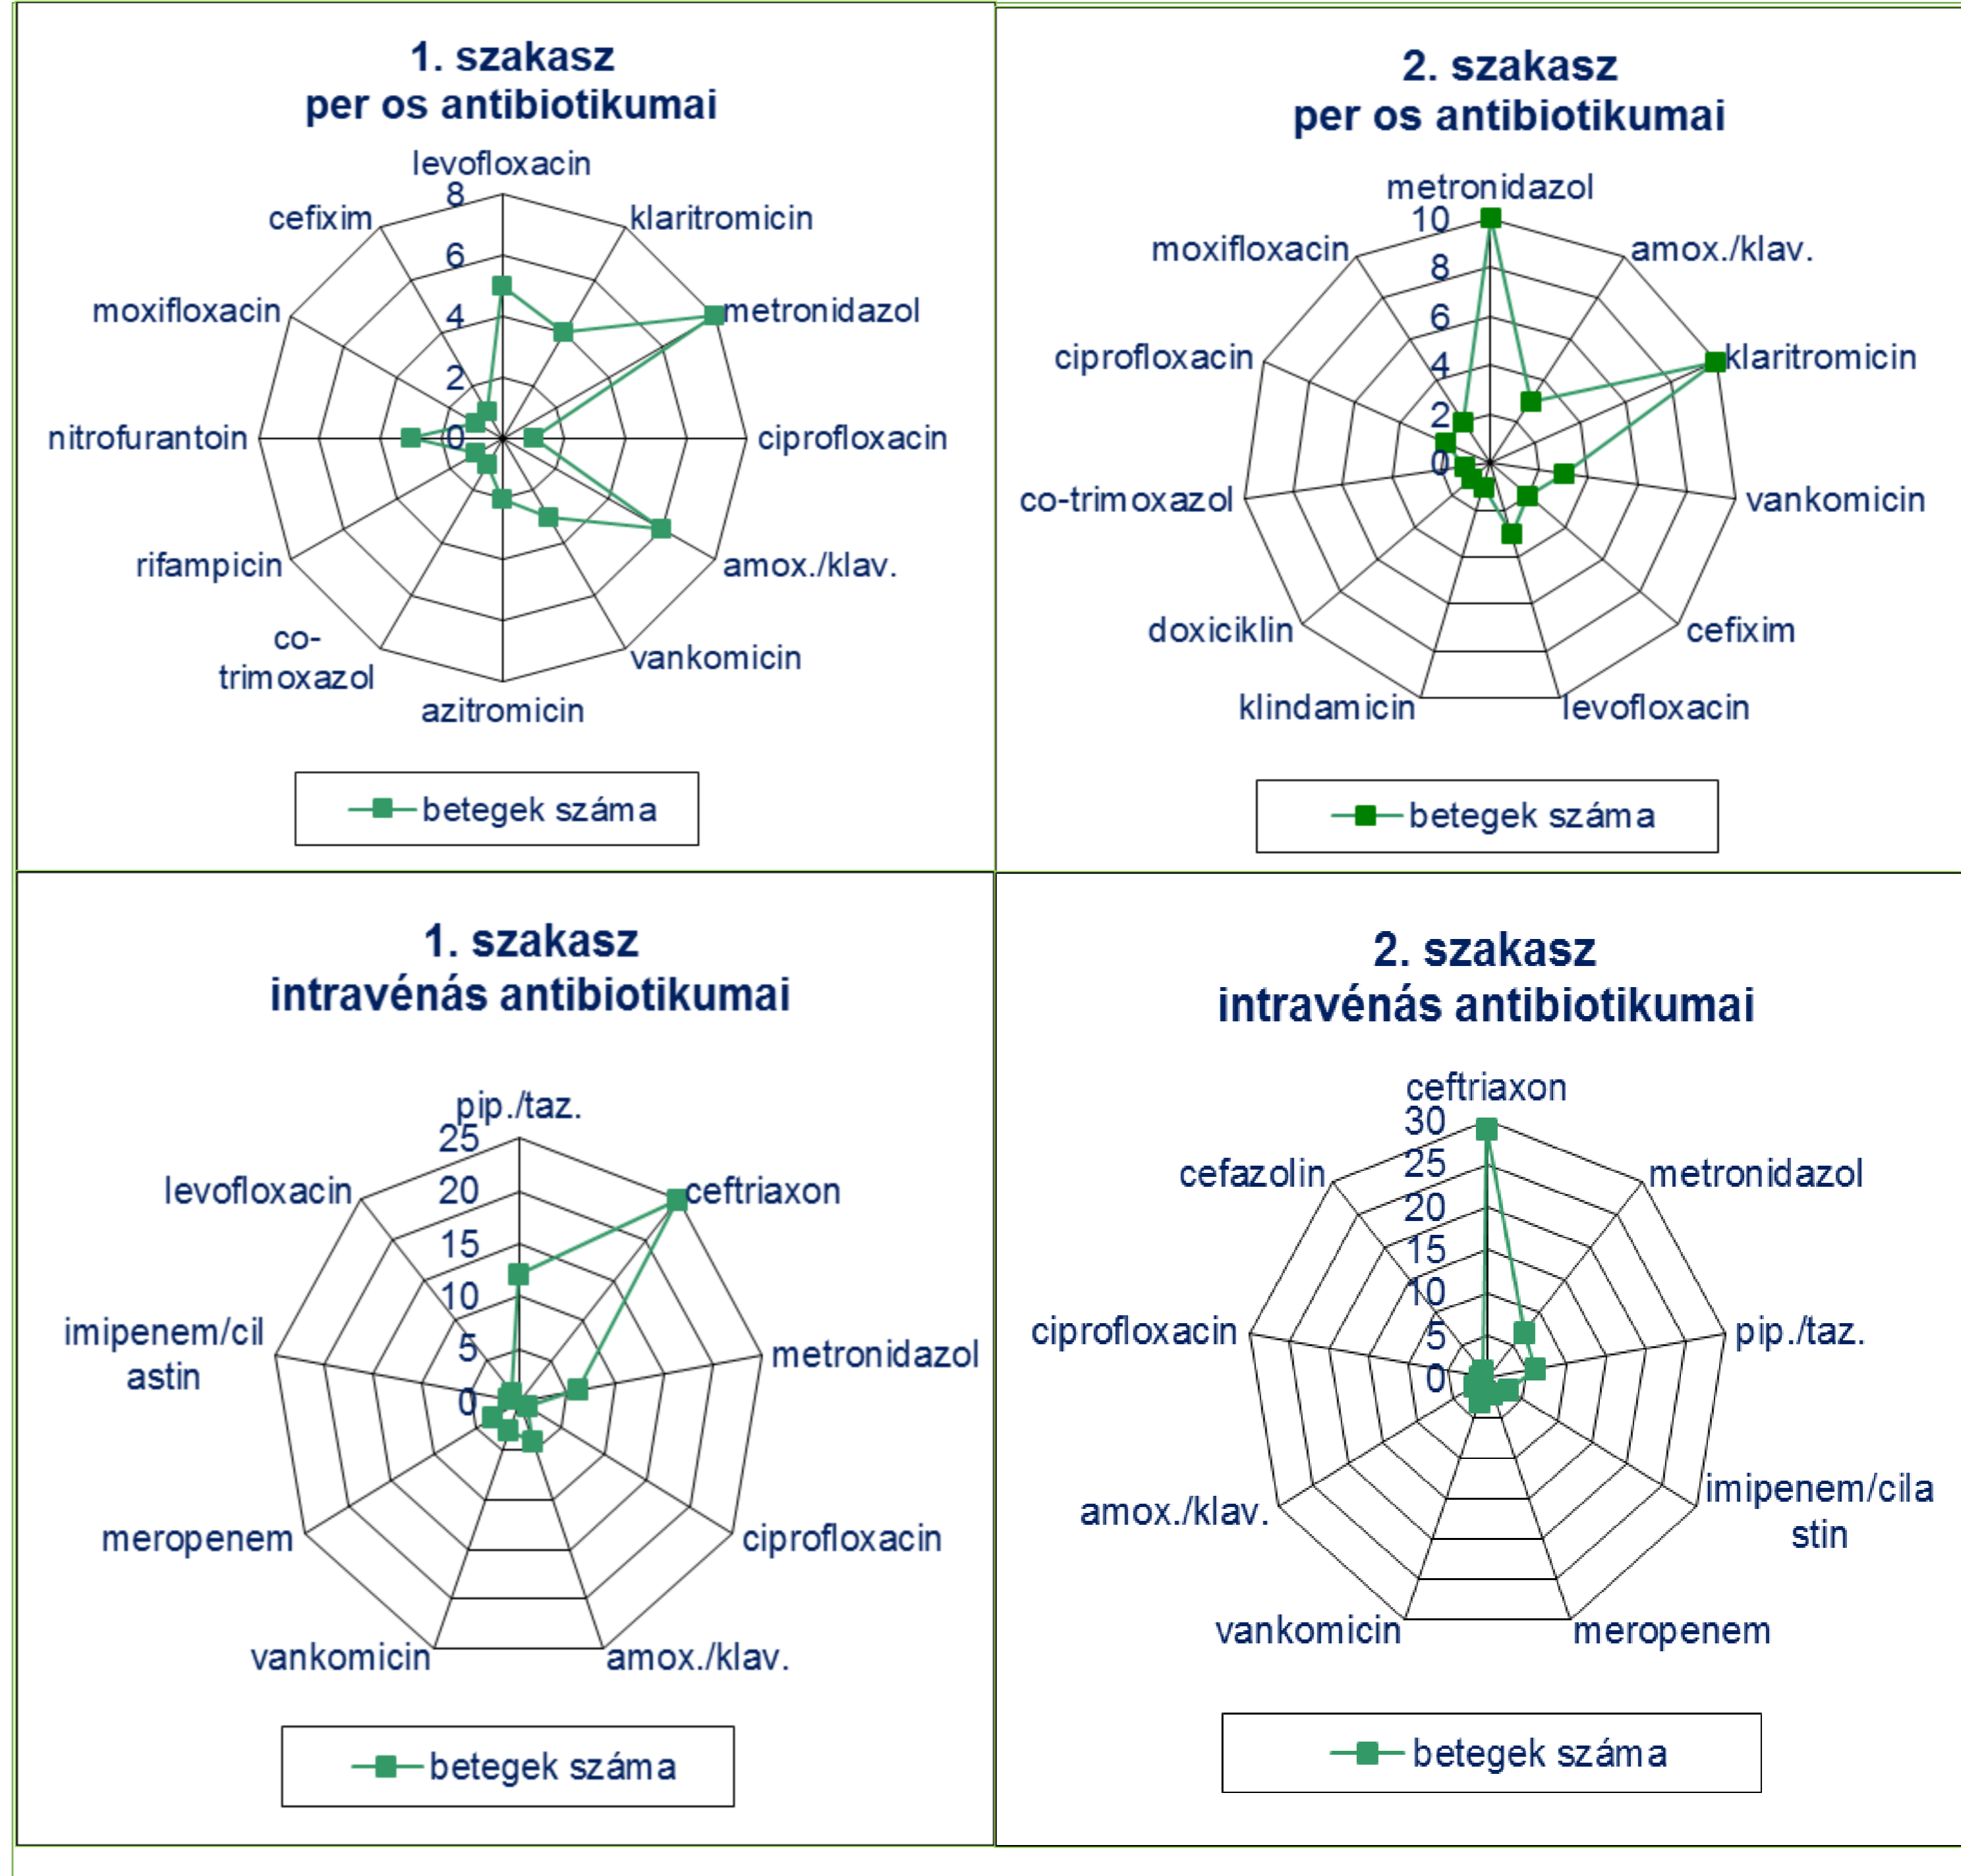 1. szakasz
per os antibiotikumai
levofloxacin
8
cefixim
klaritromicin
6
moxifloxacin
4
metronidazol
2
nitrofurantoin
0
ciprofloxacin
rifampicin
amox./klav.
co-
trimoxazol
vankomicin
azitromicin
betegek száma
2. szakasz
per os antibiotikumai
metronidazol
10
moxifloxacin
amox./klav.
8
6
ciprofloxacin
4
klaritromicin
2
0
co-trimoxazol
vankomicin
doxiciklin
cefixim
klindamicin
levofloxacin
betegek száma
1. szakasz
intravénás antibiotikumai
pip./taz.
25
levofloxacin
20
ceftriaxon
15
10
imipenem/cil
astin
5
metronidazol
0
meropenem
ciprofloxacin
vankomicin
amox./klav.
betegek száma
2. szakasz
intravénás antibiotikumai
ceftriaxon
30
cefazolin
25
metronidazol
20
15
10
ciprofloxacin
5
pip./taz.
0
amox./klav.
imipenem/cila
stin
vankomicin
meropenem
betegek száma